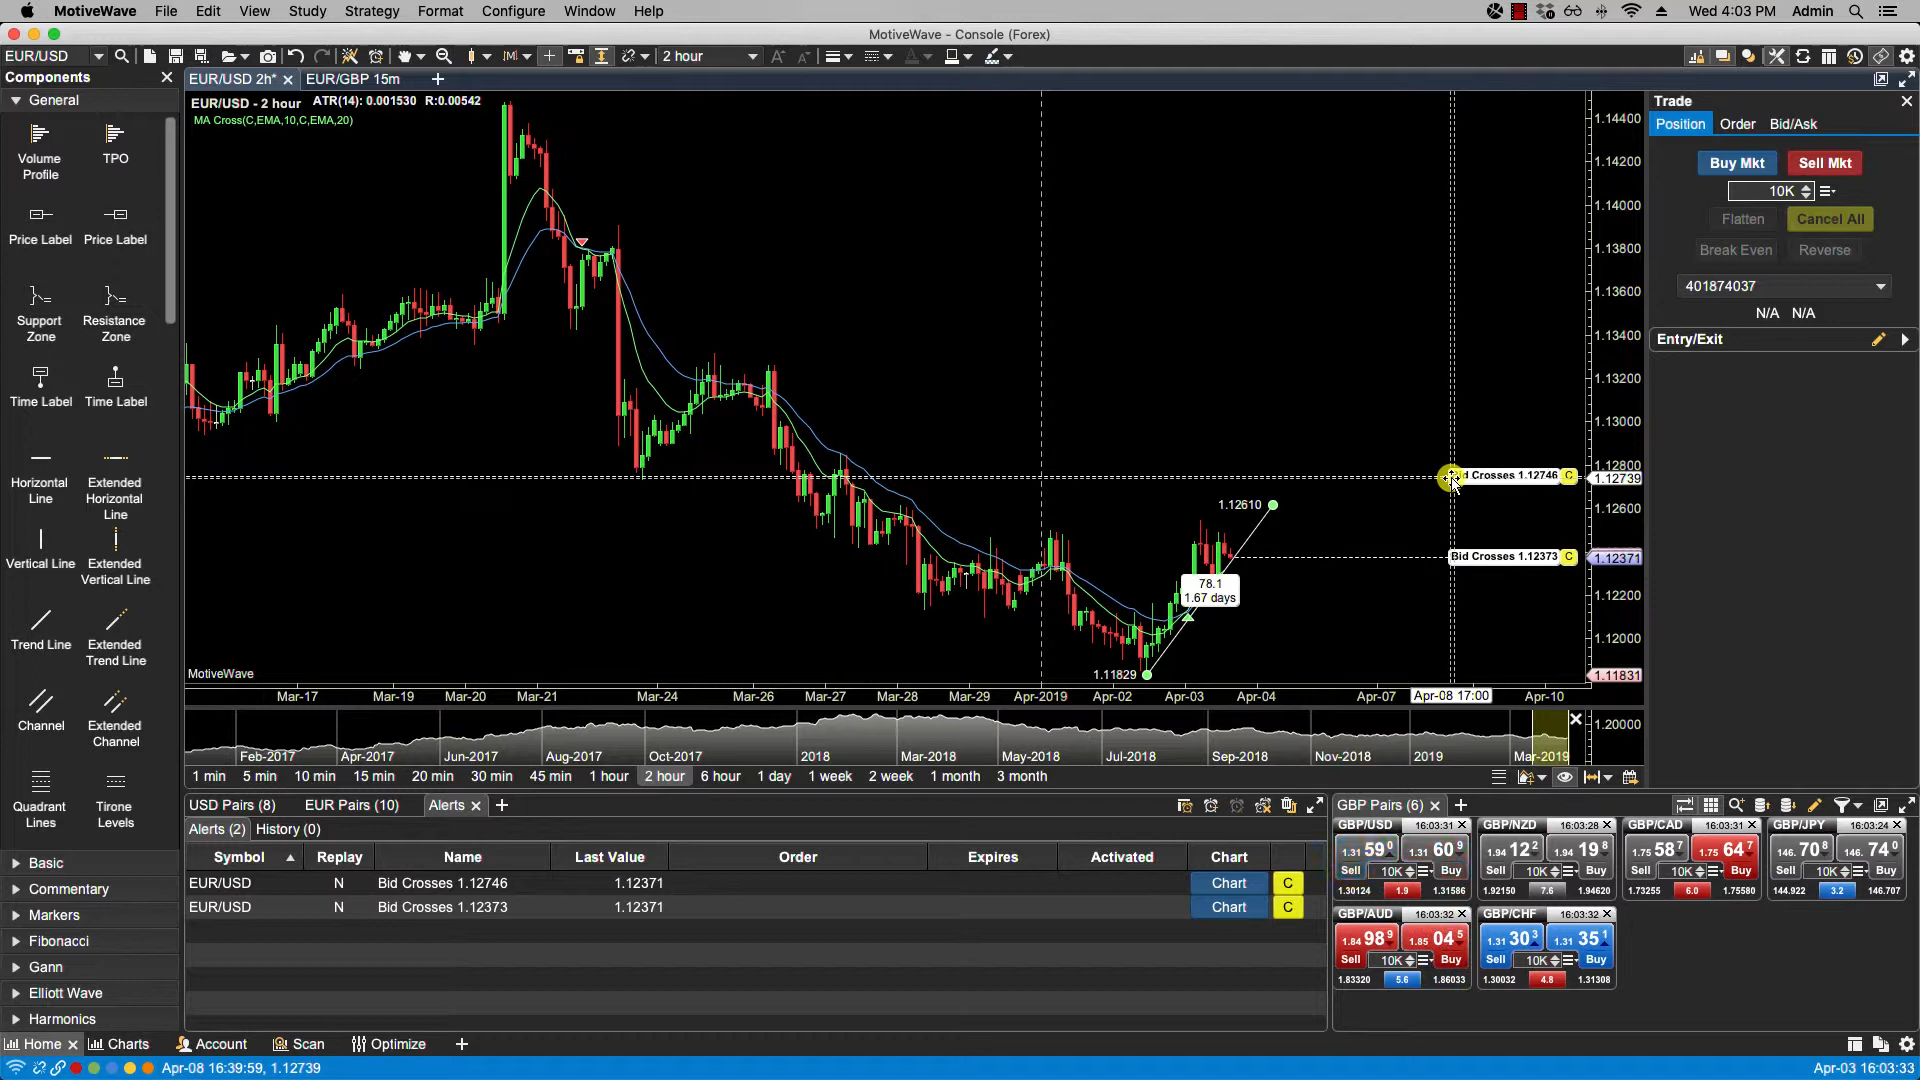 MotiveWave File Edit View Study Strategy Format Configure Window Help Wed 4:03 PM Admin
MotiveWave - Console (Forex)
EUR/USD 2 hour
Components
EUR/USD 2h* EUR/GBP 15m
General
EUR/USD - 2 hour ATR(14): 0.001530 R:0.00542
MA Cross(C,EMA,10,C,EMA,20)
Volume Profile
TPO
Price Label
Price Label
Support Zone
Resistance Zone
Time Label
Time Label
Horizontal Line
Extended Horizontal Line
Vertical Line
Extended Vertical Line
Trend Line
Extended Trend Line
Channel
Extended Channel
Quadrant Lines
Tirone Levels
Basic
Commentary
Markers
Fibonacci
Gann
Elliott Wave
Harmonics
1.14400
1.14200
1.14000
1.13800
1.13600
1.13400
1.13200
1.13000
1.12800
1.12739
1.12600
1.12371
1.12200
1.12000
1.11831
Crosses 1.12746 C
Bid Crosses 1.12373 C
1.12610
78.1
1.67 days
1.11829
MotiveWave
Mar-17 Mar-19 Mar-20 Mar-21 Mar-24 Mar-26 Mar-27 Mar-28 Mar-29 Apr-2019 Apr-02 Apr-03 Apr-04 Apr-07 Apr-08 17:00 Apr-10
1.20000
Feb-2017 Apr-2017 Jun-2017 Aug-2017 Oct-2017 2018 Mar-2018 May-2018 Jul-2018 Sep-2018 Nov-2018 2019 Mar-2019
1 min 5 min 10 min 15 min 20 min 30 min 45 min 1 hour 2 hour 6 hour 1 day 1 week 2 week 1 month 3 month
Trade
Position Order Bid/Ask
Buy Mkt Sell Mkt
10K
Flatten Cancel All
Break Even Reverse
401874037
N/A N/A
Entry/Exit
USD Pairs (8) EUR Pairs (10) Alerts
Alerts (2) History (0)
Symbol Replay Name Last Value Order Expires Activated Chart
EUR/USD N Bid Crosses 1.12746 1.12371 Chart C
EUR/USD N Bid Crosses 1.12373 1.12371 Chart C
GBP Pairs (6)
GBP/USD 16:03:31 GBP/NZD 16:03:28 GBP/CAD 16:03:31 GBP/JPY 16:03:24
1.31 59 0 1.31 60 9 1.94 12 2 1.94 19 8 1.75 58 7 1.75 64 7 146. 70 8 146. 74 0
Sell 10K Buy Sell 10K Buy Sell 10K Buy Sell 10K Buy
1.30124 1.9 1.31586 1.92150 7.6 1.94620 1.73255 6.0 1.75580 144.922 3.2 146.707
GBP/AUD 16:03:32 GBP/CHF 16:03:32
1.84 98 9 1.85 04 5 1.31 30 3 1.31 35 1
Sell 10K Buy Sell 10K Buy
1.83320 5.6 1.86033 1.30032 4.8 1.31308
Home Charts Account Scan Optimize
Apr-08 16:39:59, 1.12739 Apr-03 16:03:33